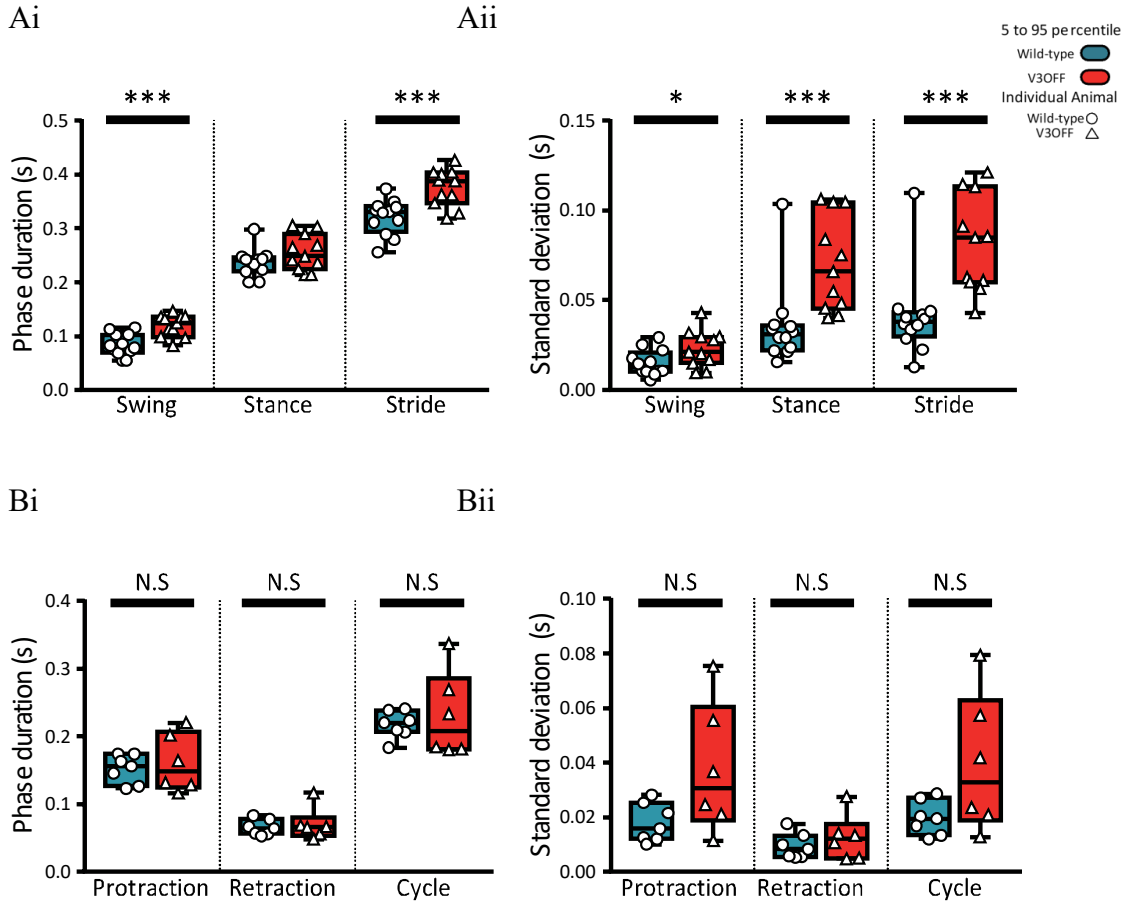 Ai
Aii
5 to 95 percentile
Wild-type
V3OFF
Individual Animal
Wild-type
V3OFF
***
***
Phase duration (s)
0.5
0.4
0.3
0.2
0.1
0.0
Swing
Stance
Stride
*
***
***
Standard deviation (s)
0.15
0.10
0.05
0.00
Swing
Stance
Stride
Bi
Bii
N.S
N.S
N.S
Phase duration (s)
0.4
0.3
0.2
0.1
0.0
Protraction
Retraction
Cycle
N.S
N.S
N.S
Standard deviation (s)
0.10
0.08
0.06
0.04
0.02
0.00
Protraction
Retraction
Cycle